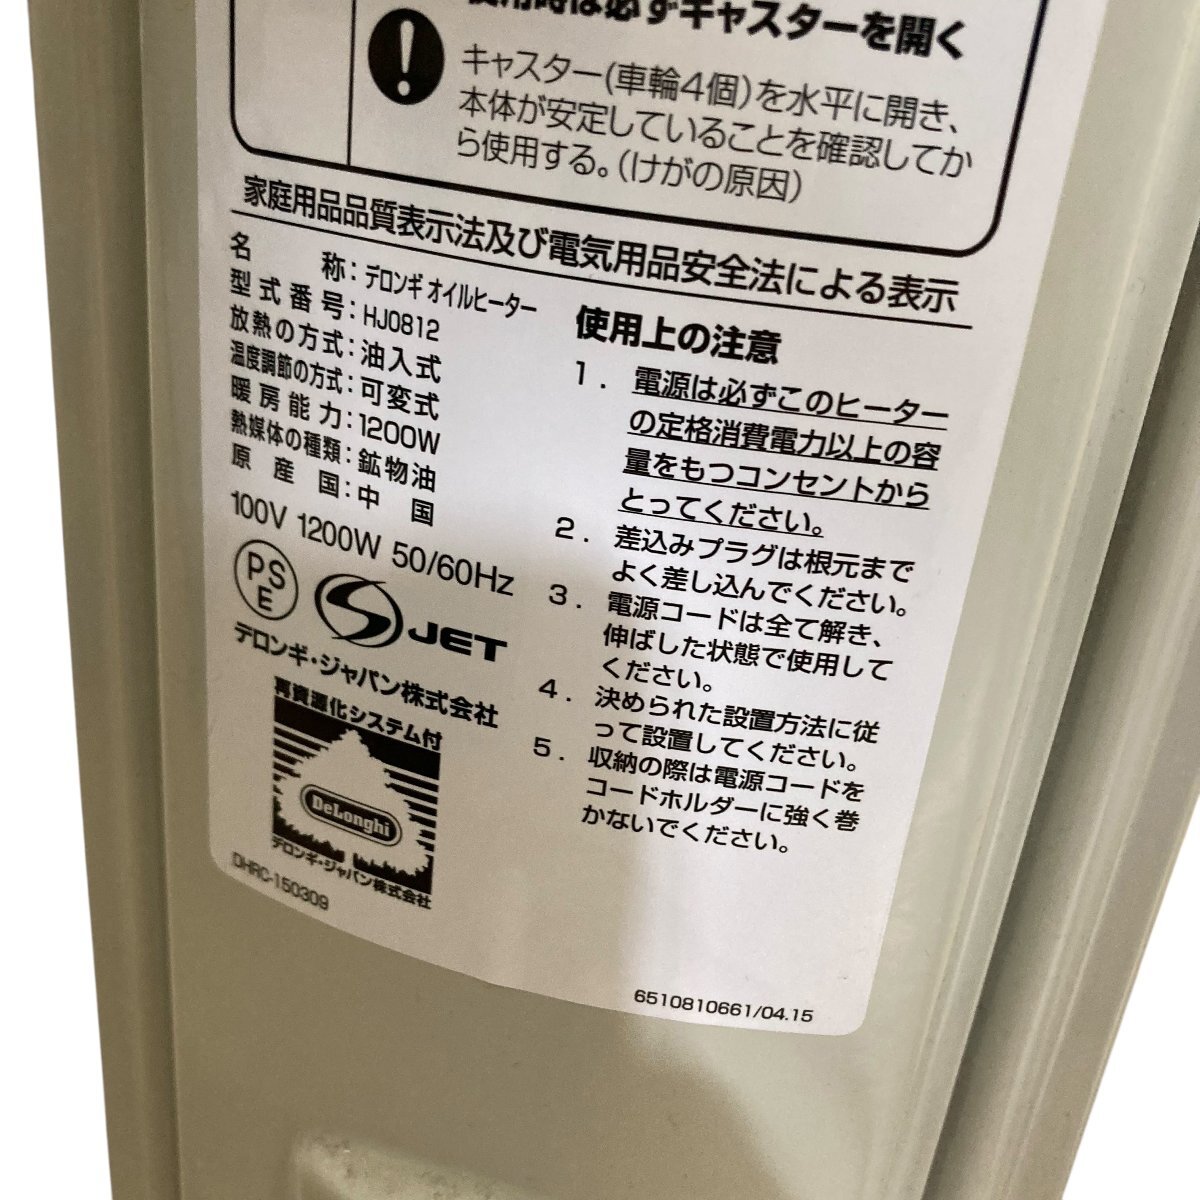 使用時は必ずキャスターを開く
キャスター(車輪4個)を水平に開き、
本体が安定していることを確認してか
ら使用する。(けがの原因)
家庭用品品質表示法及び電気用品安全法による表示
名称:デロンギ オイルヒーター
型式番号:HJ0812
放熱の方式:油入式
温度調節の方式:可変式
暖房能力:1200W
熱媒体の種類:鉱物油
原産国:中国
100V 1200W 50/60Hz
PSE
S JET
デロンギ・ジャパン株式会社
再資源化システム付
DeLonghi
デロンギ・ジャパン株式会社
DHRC-150309
使用上の注意
1. 電源は必ずこのヒーター
の定格消費電力以上の容
量をもつコンセントから
とってください。
2. 差込みプラグは根元まで
よく差し込んでください。
3. 電源コードは全て解き、
伸ばした状態で使用して
ください。
4. 決められた設置方法に従
って設置してください。
5. 収納の際は電源コードを
コードホルダーに強く巻
かないでください。
6510810661/04.15